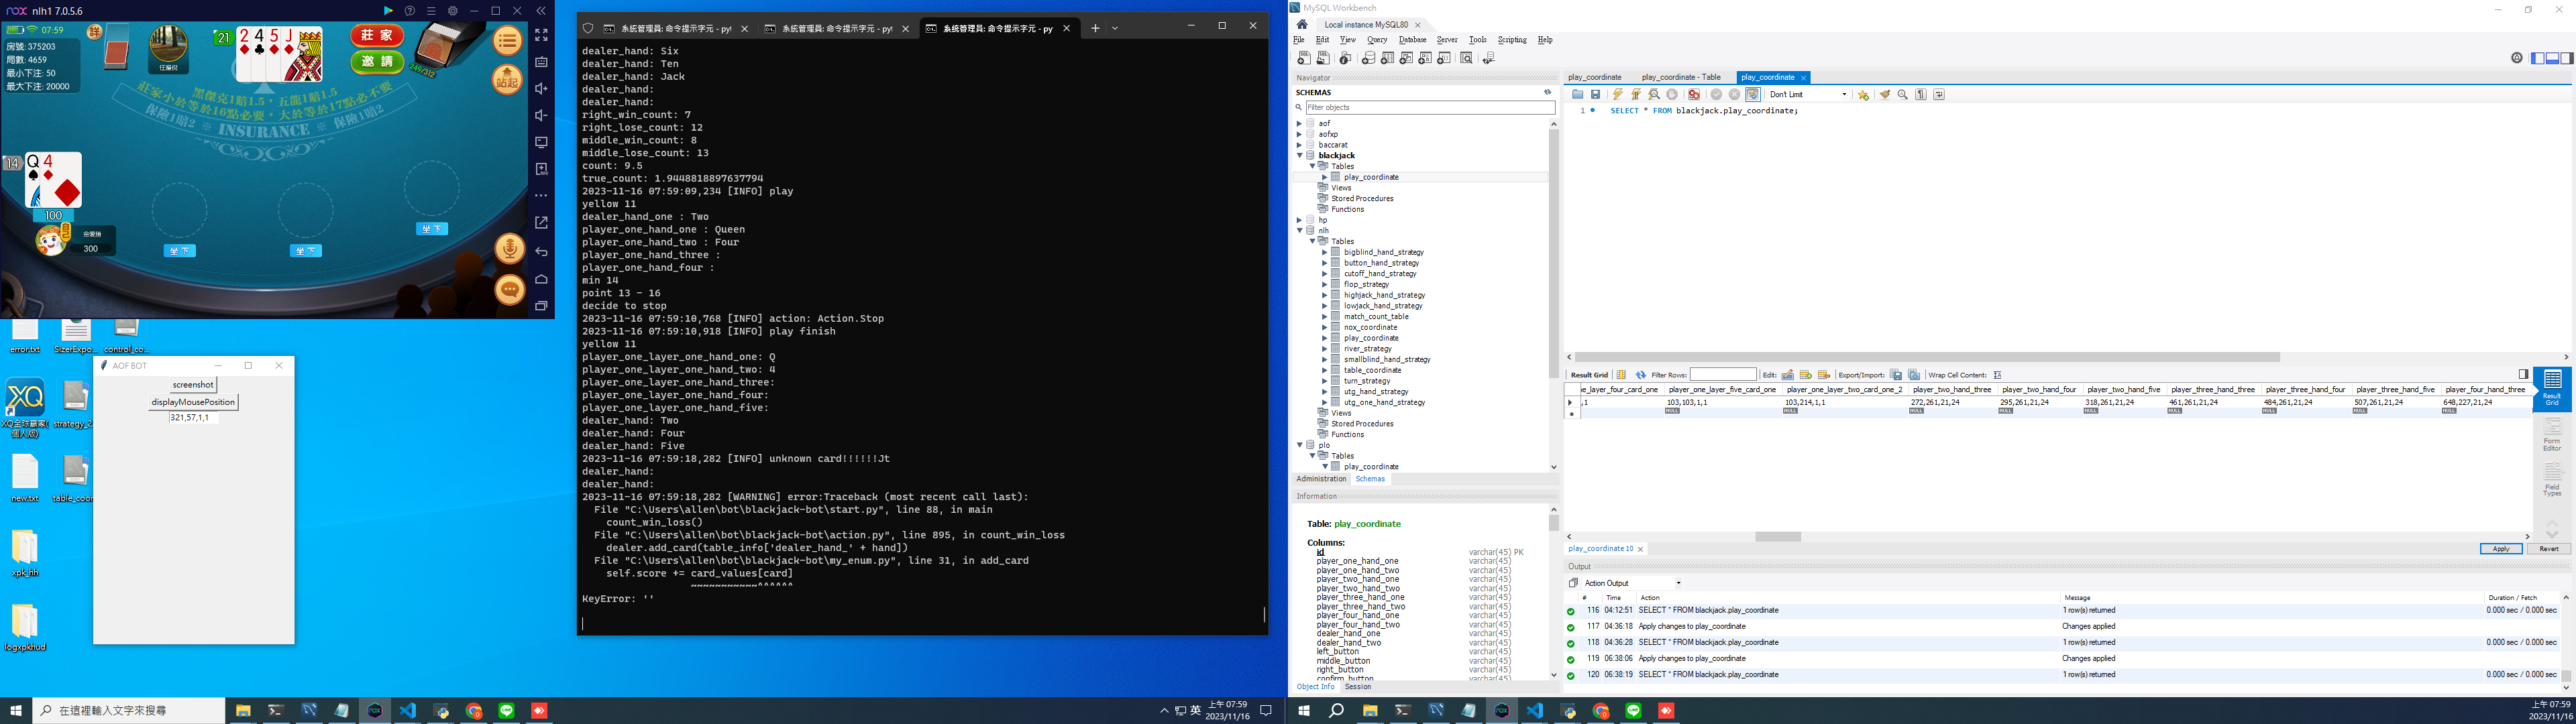 nox nlh1 7.0.5.6
07:59
房號: 375203
局數: 4659
最小下注: 50
最大下注: 20000
詳
任編何
21
2 4 5 J
莊 家
邀 請
249/312
站起
黑傑克1賠1.5，五龍1賠1.5
莊家小於等於16點必要，大於等於17點必不要
保險1賠2 ※ INSURANCE ※ 保險1賠2
14
Q 4
100
自己
300
坐 下
坐 下
坐 下
error.txt
SizerExpo...
control_co...
XQ全球贏家(個人版)
strategy_2
new.txt
table_coor
xpk_hh
logxpkhud
AOF BOT
screenshot
displayMousePosition
321,57,1,1
系統管理員: 命令提示字元 - pyt
系統管理員: 命令提示字元 - pyt
系統管理員: 命令提示字元 - py
dealer_hand: Six
dealer_hand: Ten
dealer_hand: Jack
dealer_hand:
dealer_hand:
right_win_count: 7
right_lose_count: 12
middle_win_count: 8
middle_lose_count: 13
count: 9.5
true_count: 1.9448818897637794
2023-11-16 07:59:09,234 [INFO] play
yellow 11
dealer_hand_one : Two
player_one_hand_one : Queen
player_one_hand_two : Four
player_one_hand_three :
player_one_hand_four :
min 14
point 13 - 16
decide to stop
2023-11-16 07:59:10,768 [INFO] action: Action.Stop
2023-11-16 07:59:10,918 [INFO] play finish
yellow 11
player_one_layer_one_hand_one: Q
player_one_layer_one_hand_two: 4
player_one_layer_one_hand_three:
player_one_layer_one_hand_four:
player_one_layer_one_hand_five:
dealer_hand: Two
dealer_hand: Four
dealer_hand: Five
2023-11-16 07:59:18,282 [INFO] unknown card!!!!!!Jt
dealer_hand:
dealer_hand:
2023-11-16 07:59:18,282 [WARNING] error:Traceback (most recent call last):
File "C:\Users\allen\bot\blackjack-bot\start.py", line 88, in main
count_win_loss()
File "C:\Users\allen\bot\blackjack-bot\action.py", line 895, in count_win_loss
dealer.add_card(table_info['dealer_hand_' + hand])
File "C:\Users\allen\bot\blackjack-bot\my_enum.py", line 31, in add_card
self.score += card_values[card]
~~~~~~~~~~~^^^^^^
KeyError: ''
在這裡輸入文字來搜尋
英
上午 07:59
2023/11/16
MySQL Workbench
Local instance MySQL80
File Edit View Query Database Server Tools Scripting Help
Navigator
SCHEMAS
Filter objects
aof
aofxp
baccarat
blackjack
Tables
play_coordinate
Views
Stored Procedures
Functions
hp
nlh
Tables
bigblind_hand_strategy
button_hand_strategy
cutoff_hand_strategy
flop_strategy
highjack_hand_strategy
lowjack_hand_strategy
match_count_table
nox_coordinate
play_coordinate
river_strategy
smallblind_hand_strategy
table_coordinate
turn_strategy
utg_hand_strategy
utg_one_hand_strategy
Views
Stored Procedures
Functions
plo
Tables
play_coordinate
Administration Schemas
Information
Table: play_coordinate
Columns:
id varchar(45) PK
player_one_hand_one varchar(45)
player_one_hand_two varchar(45)
player_two_hand_one varchar(45)
player_two_hand_two varchar(45)
player_three_hand_one varchar(45)
player_three_hand_two varchar(45)
player_four_hand_one varchar(45)
player_four_hand_two varchar(45)
dealer_hand_one varchar(45)
dealer_hand_two varchar(45)
left_button varchar(45)
middle_button varchar(45)
right_button varchar(45)
confirm_button varchar(45)
Object Info Session
play_coordinate play_coordinate - Table play_coordinate
Don't Limit
1 SELECT * FROM blackjack.play_coordinate;
Result Grid Filter Rows: Edit: Export/Import: Wrap Cell Content:
ne_layer_four_card_one player_one_layer_five_card_one player_one_layer_two_card_one_2 player_two_hand_three player_two_hand_four player_two_hand_five player_three_hand_three player_three_hand_four player_three_hand_five player_four_hand_three
,1 103,103,1,1 103,214,1,1 272,261,21,24 295,261,21,24 318,261,21,24 461,261,21,24 484,261,21,24 507,261,21,24 648,227,21,24
NULL NULL NULL NULL NULL NULL NULL NULL NULL
Result Grid
Form Editor
Field Types
play_coordinate 10
Apply Revert
Output
Action Output
# Time Action Message Duration / Fetch
116 04:12:51 SELECT * FROM blackjack.play_coordinate 1 row(s) returned 0.000 sec / 0.000 sec
117 04:36:18 Apply changes to play_coordinate Changes applied
118 04:36:28 SELECT * FROM blackjack.play_coordinate 1 row(s) returned 0.000 sec / 0.000 sec
119 06:38:06 Apply changes to play_coordinate Changes applied
120 06:38:19 SELECT * FROM blackjack.play_coordinate 1 row(s) returned 0.000 sec / 0.000 sec
上午 07:59
2023/11/16